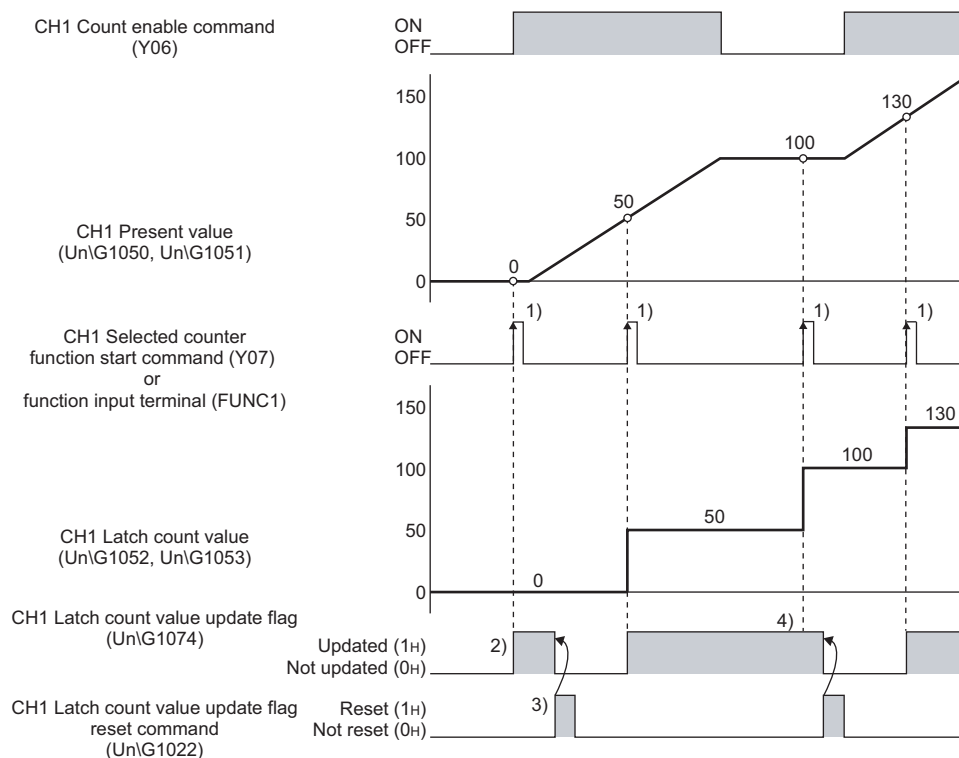 CH1 Count enable command
(Y06)
ON
OFF
150
100
50
0
0
50
100
130
CH1 Present value
(Un\G1050, Un\G1051)
CH1 Selected counter
function start command (Y07)
or
function input terminal (FUNC1)
ON
OFF
1)
1)
1)
1)
150
100
50
0
0
50
100
130
CH1 Latch count value
(Un\G1052, Un\G1053)
CH1 Latch count value update flag
(Un\G1074)
Updated (1H)
Not updated (0H)
2)
4)
CH1 Latch count value update flag
reset command
(Un\G1022)
Reset (1H)
Not reset (0H)
3)